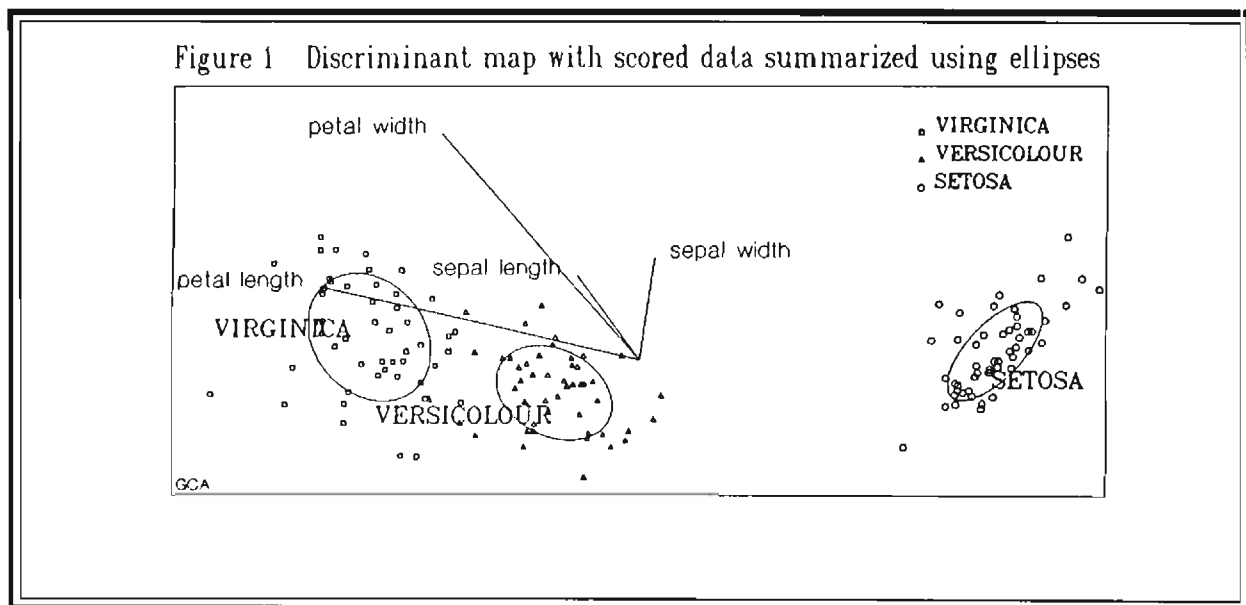 Figure 1 Discriminant map with scored data summarized using ellipses
petal width
VIRGINICA
VERSICOLOUR
SETOSA
sepal width
sepal length
petal length
VIRGINICA
VERSICOLOUR
SETOSA
GCA